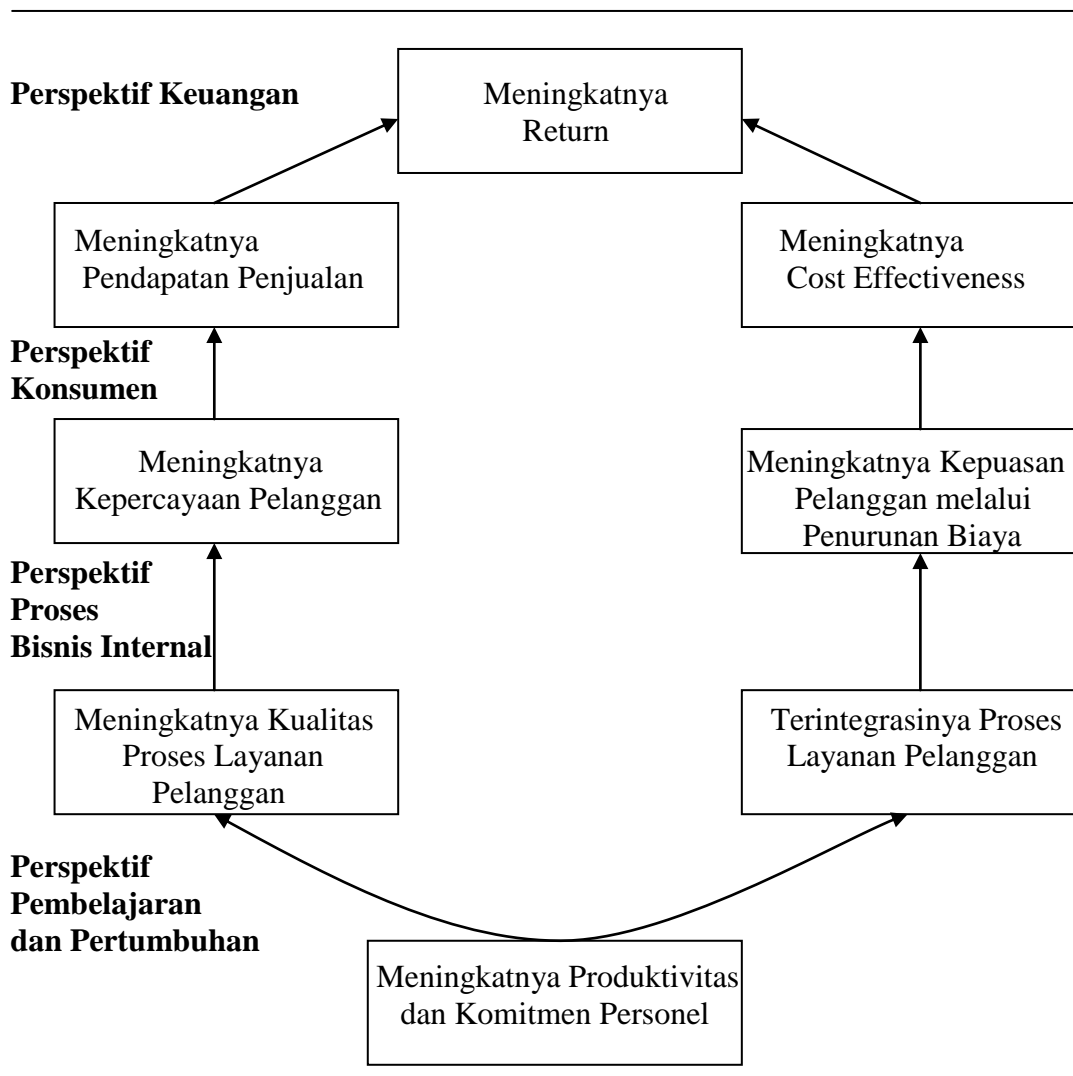 Perspektif Keuangan
Meningkatnya
Return
Meningkatnya
Pendapatan Penjualan
Meningkatnya
Cost Effectiveness
Perspektif
Konsumen
Meningkatnya
Kepercayaan Pelanggan
Meningkatnya Kepuasan
Pelanggan melalui
Penurunan Biaya
Perspektif
Proses
Bisnis Internal
Meningkatnya Kualitas
Proses Layanan
Pelanggan
Terintegrasinya Proses
Layanan Pelanggan
Perspektif
Pembelajaran
dan Pertumbuhan
Meningkatnya Produktivitas
dan Komitmen Personel